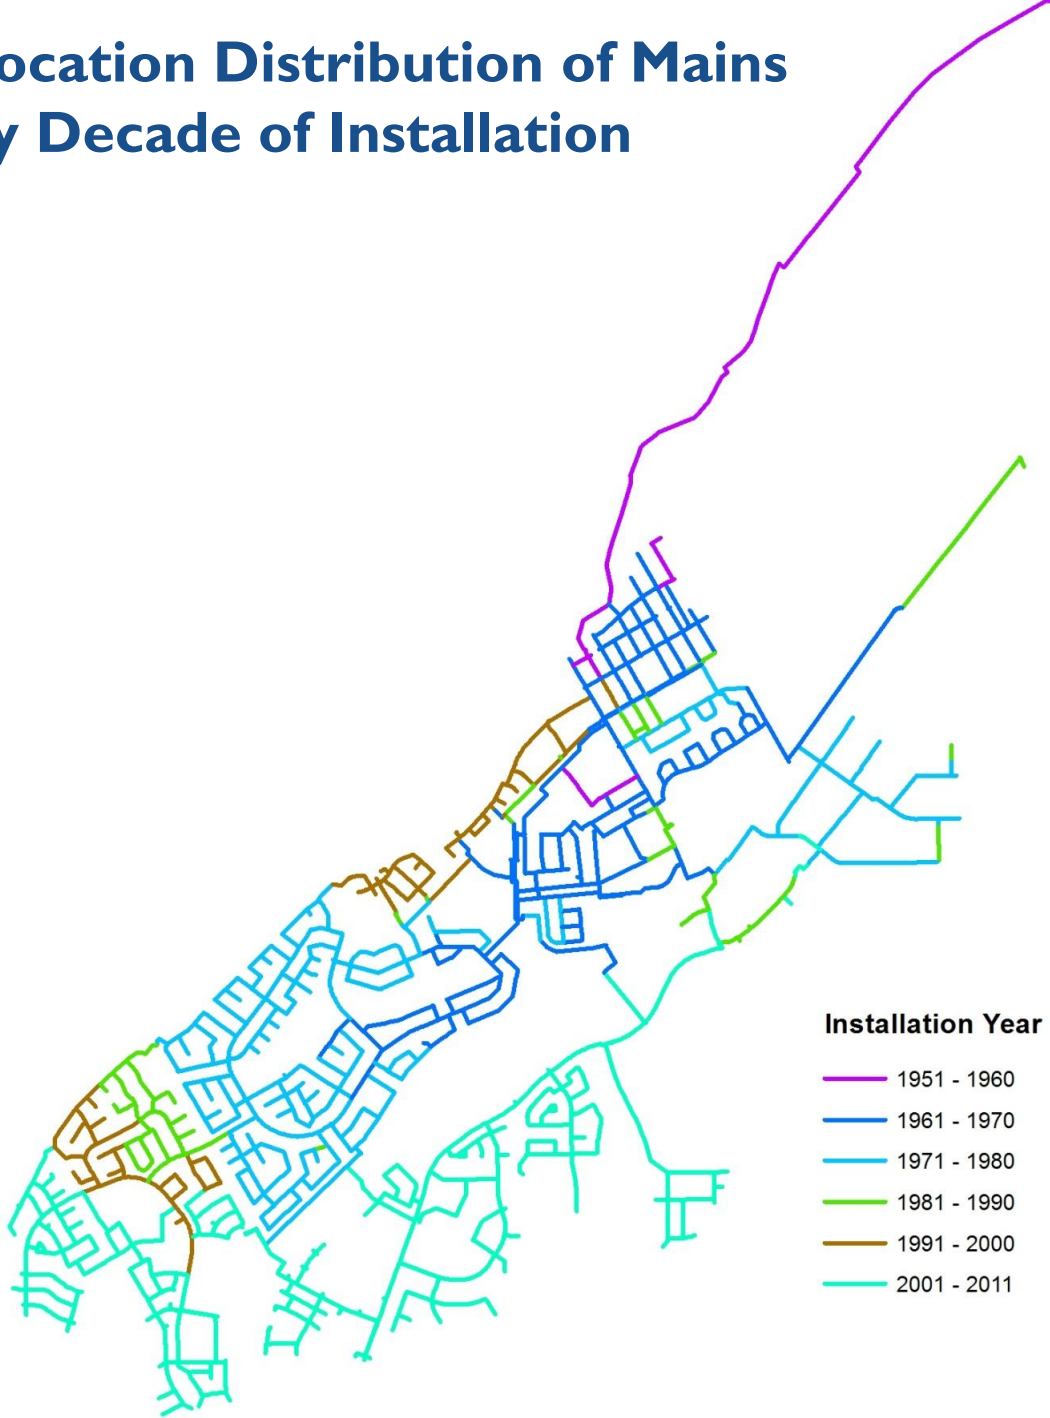 ocation Distribution of Mains
y Decade of Installation
Installation Year
1951 - 1960
1961 - 1970
1971 - 1980
1981 - 1990
1991 - 2000
2001 - 2011